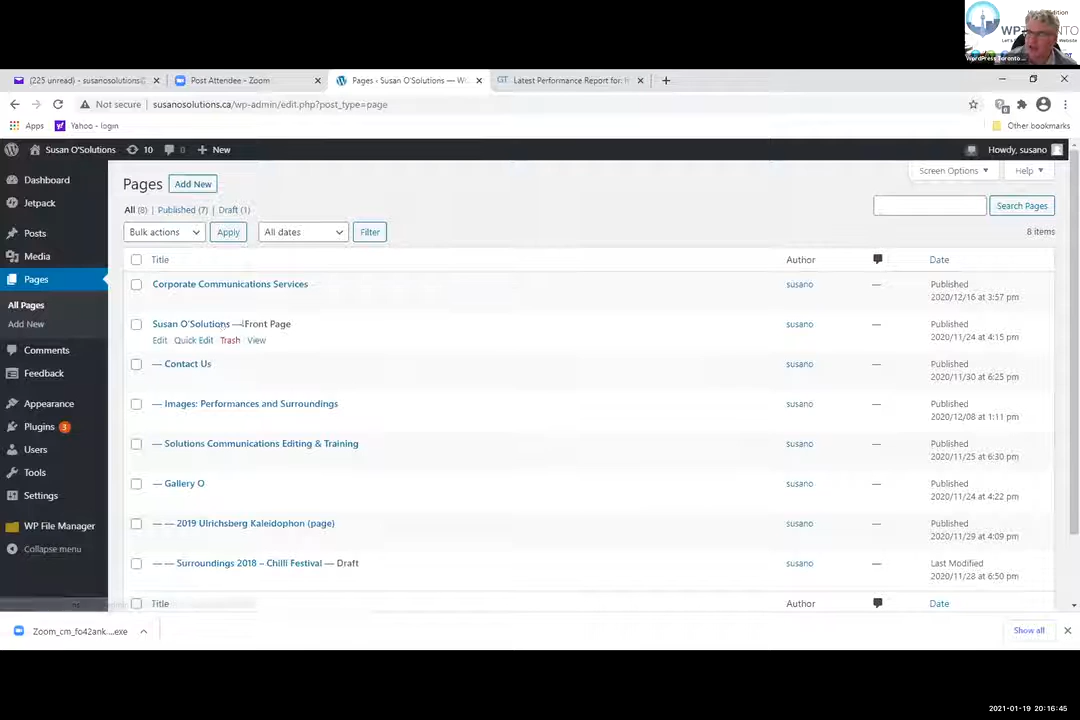 WP TORONTO
WordPress Toronto ...
(225 unread) - susanosolutions@
Post Attendee - Zoom
Pages ‹ Susan O'Solutions — W
GT Latest Performance Report for: h
Not secure
susanosolutions.ca/wp-admin/edit.php?post_type=page
Apps
Yahoo - login
Other bookmarks
Susan O'Solutions
10
0
New
Howdy, susano
Dashboard
Jetpack
Posts
Media
Pages
All Pages
Add New
Comments
Feedback
Appearance
Plugins 3
Users
Tools
Settings
WP File Manager
Collapse menu
Screen Options
Help
Pages
Add New
All (8) | Published (7) | Draft (1)
Search Pages
Bulk actions
Apply
All dates
Filter
8 items
Title
Author
Date
Corporate Communications Services
susano
—
Published
2020/12/16 at 3:57 pm
Susan O'Solutions — Front Page
Edit
Quick Edit
Trash
View
susano
—
Published
2020/11/24 at 4:15 pm
— Contact Us
susano
—
Published
2020/11/30 at 6:25 pm
— Images: Performances and Surroundings
susano
—
Published
2020/12/08 at 1:11 pm
— Solutions Communications Editing & Training
susano
—
Published
2020/11/25 at 6:30 pm
— Gallery O
susano
—
Published
2020/11/24 at 4:22 pm
— — 2019 Ulrichsberg Kaleidophon (page)
susano
—
Published
2020/11/29 at 4:09 pm
— — Surroundings 2018 – Chilli Festival — Draft
susano
—
Last Modified
2020/11/28 at 6:50 pm
Title
Author
Date
Zoom_cm_fo42ank....exe
Show all
2021-01-19 20:16:45